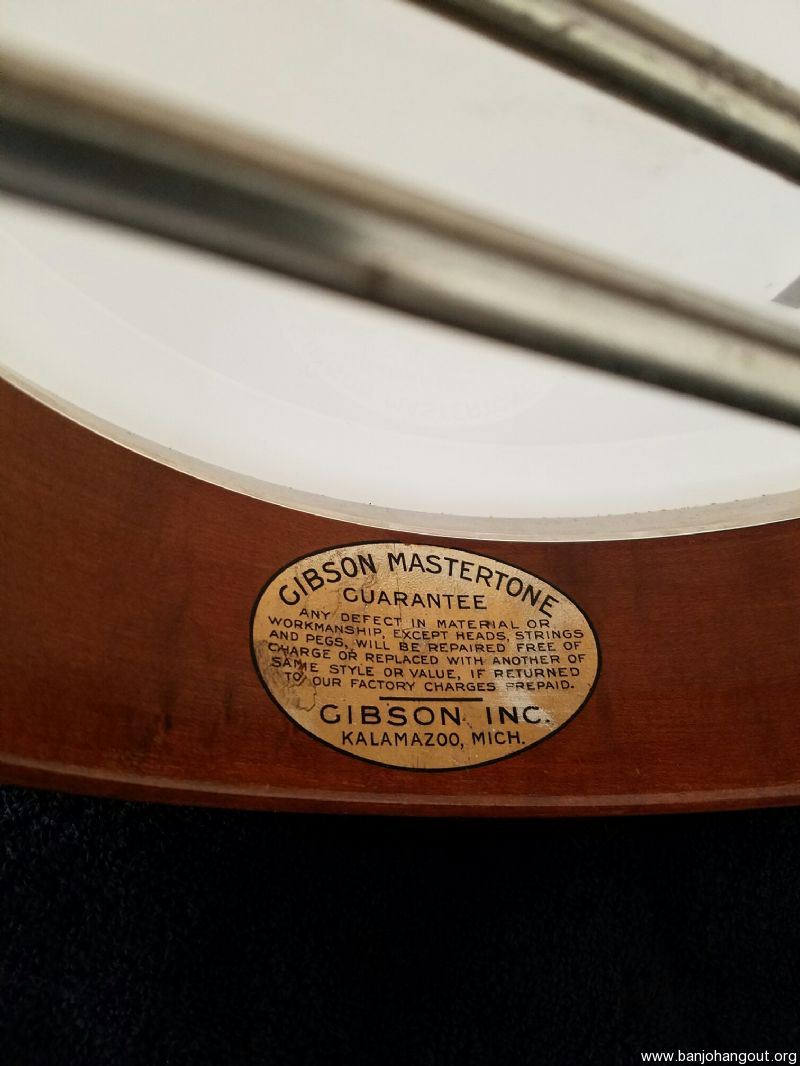 GIBSON MASTERTONE
GUARANTEE
ANY DEFECT IN MATERIAL OR
WORKMANSHIP, EXCEPT HEADS, STRINGS
AND PEGS, WILL BE REPAIRED FREE OF
CHARGE OR REPLACED WITH ANOTHER OF
SAME STYLE OR VALUE, IF RETURNED
TO OUR FACTORY CHARGES PREPAID.
GIBSON INC.
KALAMAZOO, MICH.
www.banjohangout.org